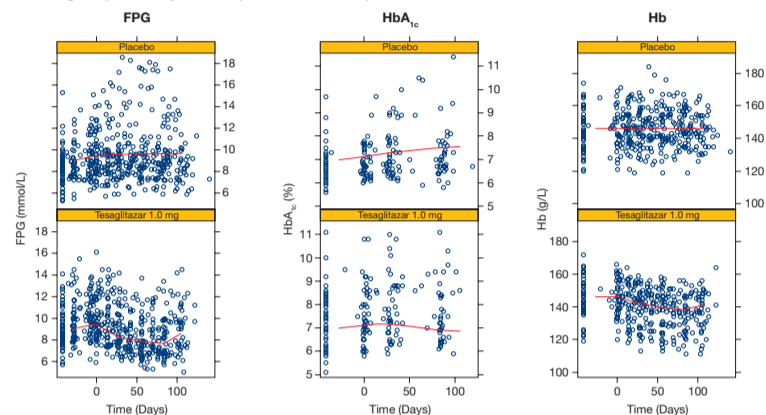 FPG
HbA1c
Hb
Placebo
Placebo
Placebo
18
16
14
12
10
8
6
11
10
9
8
7
6
5
180
160
140
120
100
FPG (mmol/L)
HbA1c (%)
Hb (g/L)
Tesaglitazar 1.0 mg
Tesaglitazar 1.0 mg
Tesaglitazar 1.0 mg
18
16
14
12
10
8
6
11
10
9
8
7
6
5
180
160
140
120
100
0 50 100
0 50 100
0 50 100
Time (Days)
Time (Days)
Time (Days)